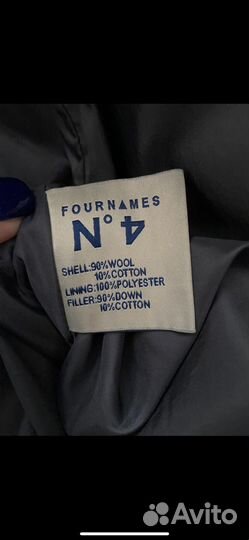 FOURNAMES
N° 4
SHELL:90%WOOL
10%COTTON
LINING:100%POLYESTER
FILLER:90%DOWN
10%COTTON
Avito